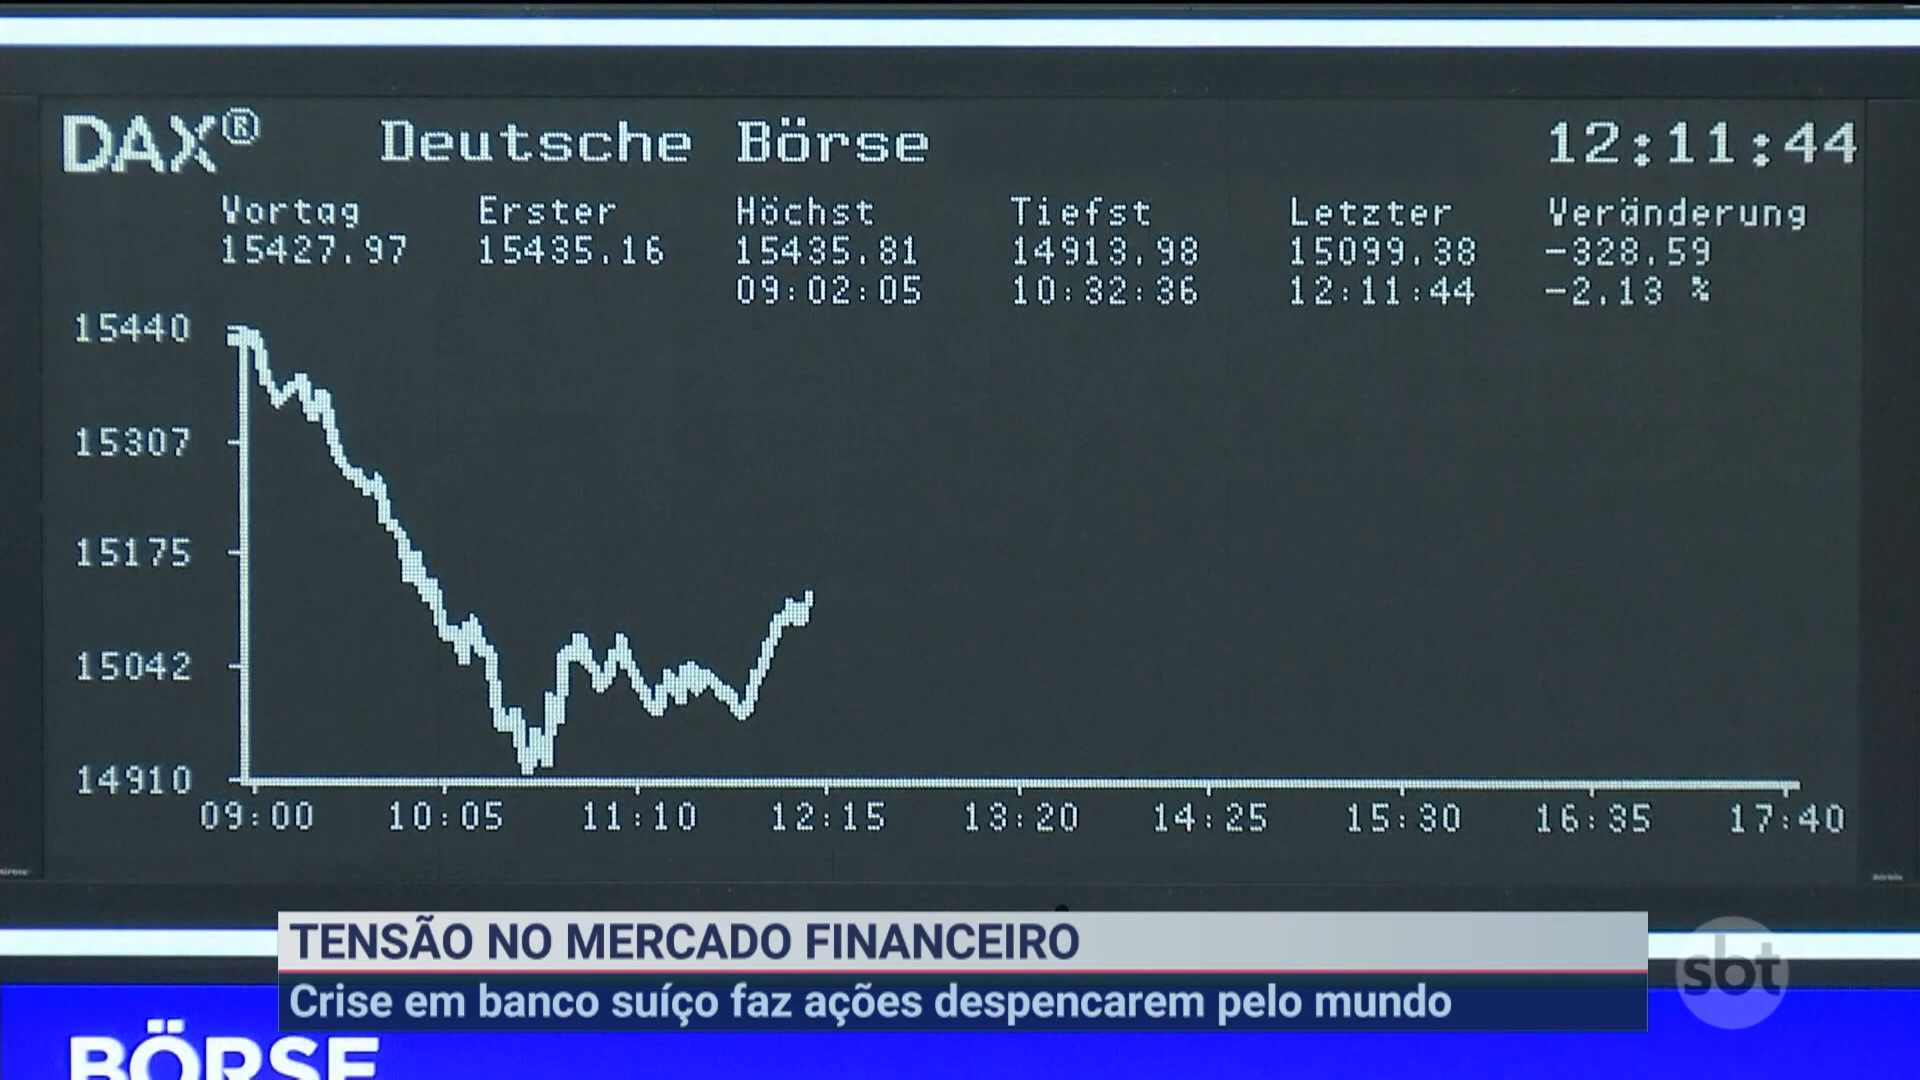 DAX® Deutsche Börse 12:11:44
Vortag Erster Höchst Tiefst Letzter Veränderung
15427.97 15435.16 15435.81 14913.98 15099.38 -328.59
09:02:05 10:32:36 12:11:44 -2.13 %
15440
15307
15175
15042
14910
09:00 10:05 11:10 12:15 13:20 14:25 15:30 16:35 17:40
TENSÃO NO MERCADO FINANCEIRO
sbt
Crise em banco suíço faz ações despencarem pelo mundo
BÖRSE